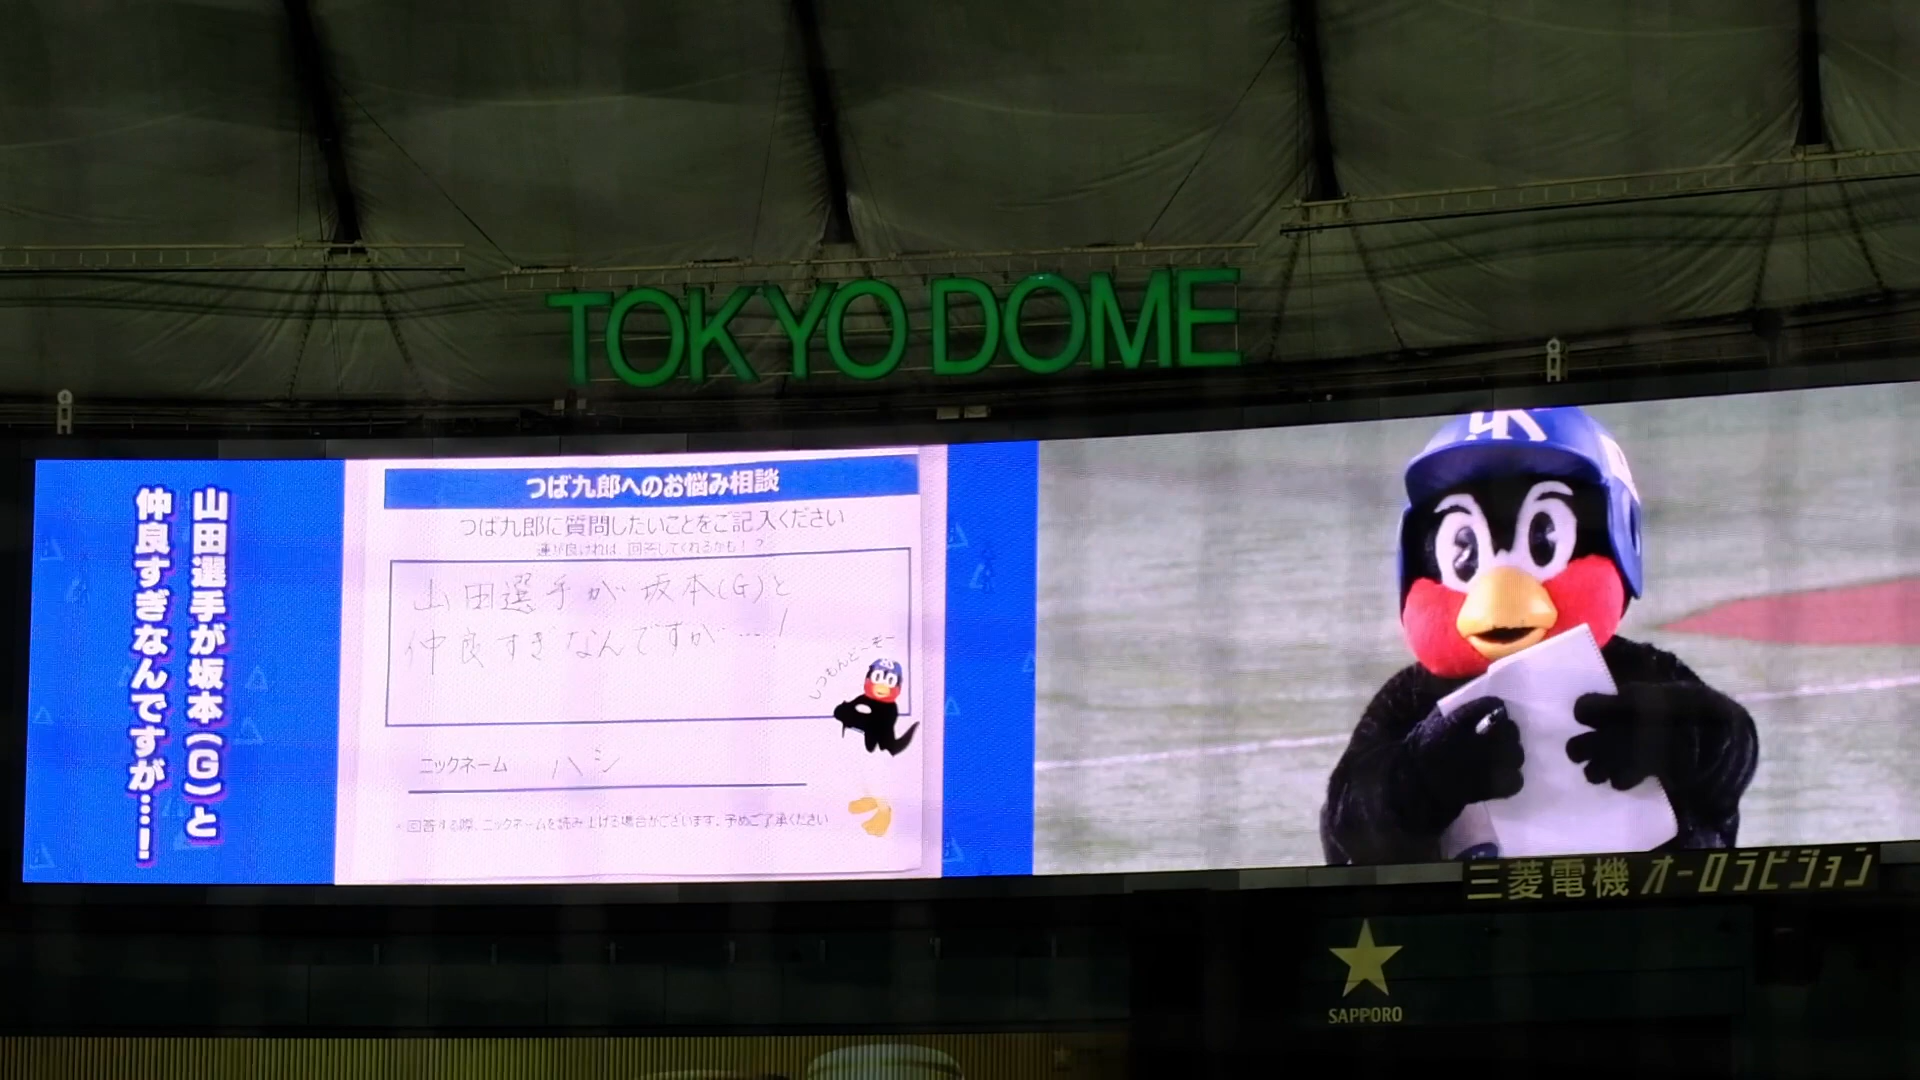 TOKYO DOME
山田選手が坂本(G)と
仲良すぎなんですが…!
つば九郎へのお悩み相談
つば九郎に質問したいことをご記入ください
運が良ければ、回答してくれるかも!?
山田選手が坂本(G)と
仲良すぎなんですが…!
しつもんど〜ぞ〜
ニックネーム ハシ
※回答する際、ニックネームを読み上げる場合がございます。予めご了承ください
三菱電機 オーロラビジョン
SAPPORO